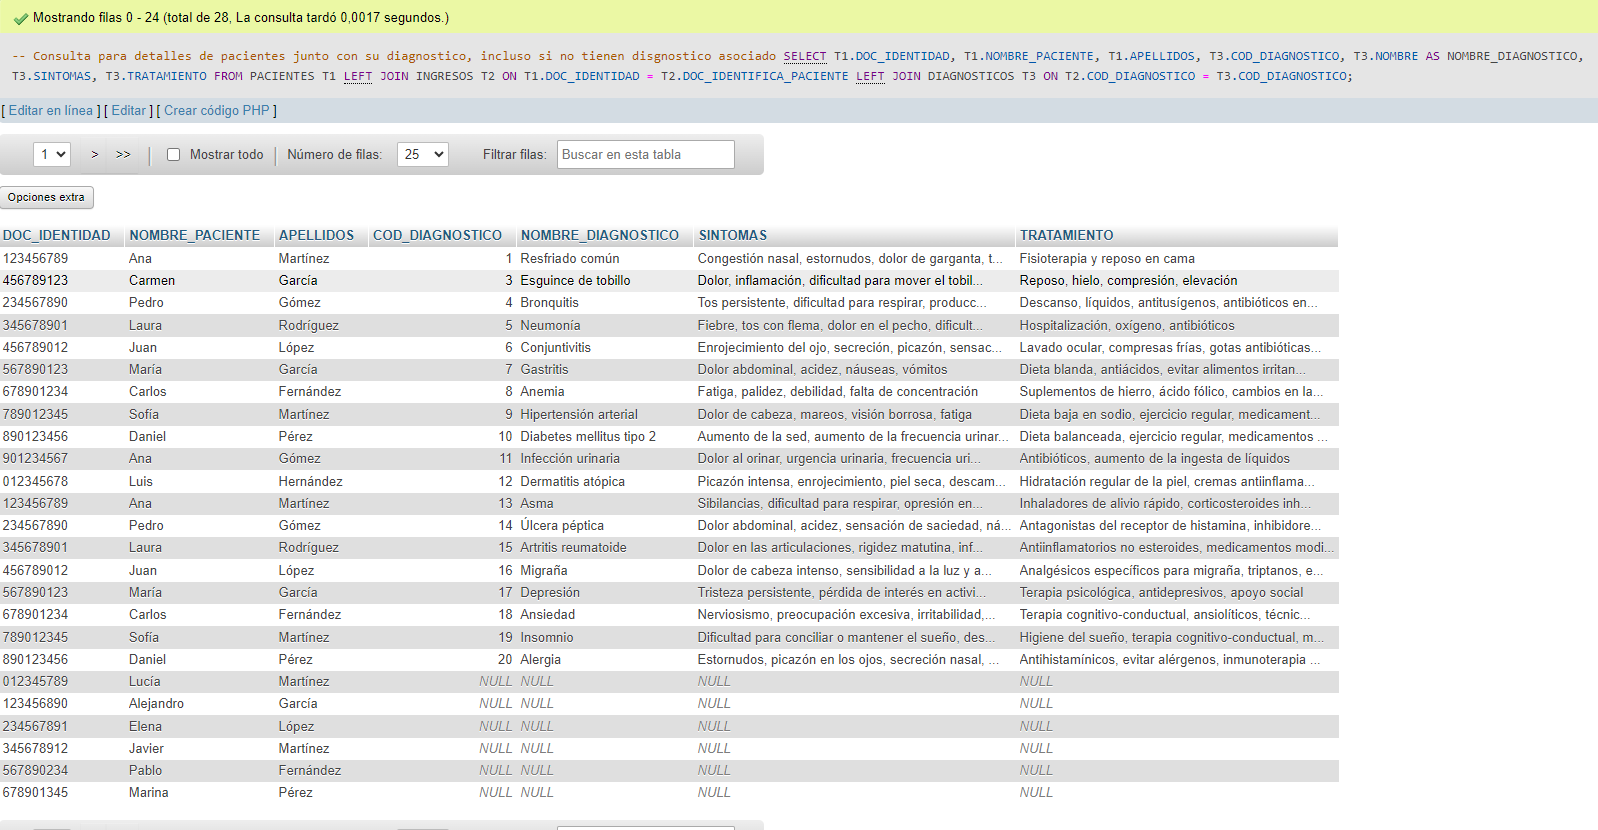 Mostrando filas 0 - 24 (total de 28, La consulta tardó 0,0017 segundos.)
-- Consulta para detalles de pacientes junto con su diagnostico, incluso si no tienen disgnostico asociado SELECT T1.DOC_IDENTIDAD, T1.NOMBRE_PACIENTE, T1.APELLIDOS, T3.COD_DIAGNOSTICO, T3.NOMBRE AS NOMBRE_DIAGNOSTICO,
T3.SINTOMAS, T3.TRATAMIENTO FROM PACIENTES T1 LEFT JOIN INGRESOS T2 ON T1.DOC_IDENTIDAD = T2.DOC_IDENTIFICA_PACIENTE LEFT JOIN DIAGNOSTICOS T3 ON T2.COD_DIAGNOSTICO = T3.COD_DIAGNOSTICO;
[ Editar en línea ] [ Editar ] [ Crear código PHP ]
1 > >> | Mostrar todo | Número de filas: 25 Filtrar filas: Buscar en esta tabla
Opciones extra
DOC_IDENTIDAD NOMBRE_PACIENTE APELLIDOS COD_DIAGNOSTICO NOMBRE_DIAGNOSTICO SINTOMAS TRATAMIENTO
123456789 Ana Martínez 1 Resfriado común Congestión nasal, estornudos, dolor de garganta, t... Fisioterapia y reposo en cama
456789123 Carmen García 3 Esguince de tobillo Dolor, inflamación, dificultad para mover el tobil... Reposo, hielo, compresión, elevación
234567890 Pedro Gómez 4 Bronquitis Tos persistente, dificultad para respirar, producc... Descanso, líquidos, antitusígenos, antibióticos en...
345678901 Laura Rodríguez 5 Neumonía Fiebre, tos con flema, dolor en el pecho, dificult... Hospitalización, oxígeno, antibióticos
456789012 Juan López 6 Conjuntivitis Enrojecimiento del ojo, secreción, picazón, sensac... Lavado ocular, compresas frías, gotas antibióticas...
567890123 María García 7 Gastritis Dolor abdominal, acidez, náuseas, vómitos Dieta blanda, antiácidos, evitar alimentos irritan...
678901234 Carlos Fernández 8 Anemia Fatiga, palidez, debilidad, falta de concentración Suplementos de hierro, ácido fólico, cambios en la...
789012345 Sofía Martínez 9 Hipertensión arterial Dolor de cabeza, mareos, visión borrosa, fatiga Dieta baja en sodio, ejercicio regular, medicament...
890123456 Daniel Pérez 10 Diabetes mellitus tipo 2 Aumento de la sed, aumento de la frecuencia urinar... Dieta balanceada, ejercicio regular, medicamentos ...
901234567 Ana Gómez 11 Infección urinaria Dolor al orinar, urgencia urinaria, frecuencia uri... Antibióticos, aumento de la ingesta de líquidos
012345678 Luis Hernández 12 Dermatitis atópica Picazón intensa, enrojecimiento, piel seca, descam... Hidratación regular de la piel, cremas antiinflama...
123456789 Ana Martínez 13 Asma Sibilancias, dificultad para respirar, opresión en... Inhaladores de alivio rápido, corticosteroides inh...
234567890 Pedro Gómez 14 Úlcera péptica Dolor abdominal, acidez, sensación de saciedad, ná... Antagonistas del receptor de histamina, inhibidore...
345678901 Laura Rodríguez 15 Artritis reumatoide Dolor en las articulaciones, rigidez matutina, inf... Antiinflamatorios no esteroides, medicamentos modi...
456789012 Juan López 16 Migraña Dolor de cabeza intenso, sensibilidad a la luz y a... Analgésicos específicos para migraña, triptanos, e...
567890123 María García 17 Depresión Tristeza persistente, pérdida de interés en activi... Terapia psicológica, antidepresivos, apoyo social
678901234 Carlos Fernández 18 Ansiedad Nerviosismo, preocupación excesiva, irritabilidad,... Terapia cognitivo-conductual, ansiolíticos, técnic...
789012345 Sofía Martínez 19 Insomnio Dificultad para conciliar o mantener el sueño, des... Higiene del sueño, terapia cognitivo-conductual, m...
890123456 Daniel Pérez 20 Alergia Estornudos, picazón en los ojos, secreción nasal, ... Antihistamínicos, evitar alérgenos, inmunoterapia ...
012345789 Lucía Martínez NULL NULL NULL NULL
123456890 Alejandro García NULL NULL NULL NULL
234567891 Elena López NULL NULL NULL NULL
345678912 Javier Martínez NULL NULL NULL NULL
567890234 Pablo Fernández NULL NULL NULL NULL
678901345 Marina Pérez NULL NULL NULL NULL